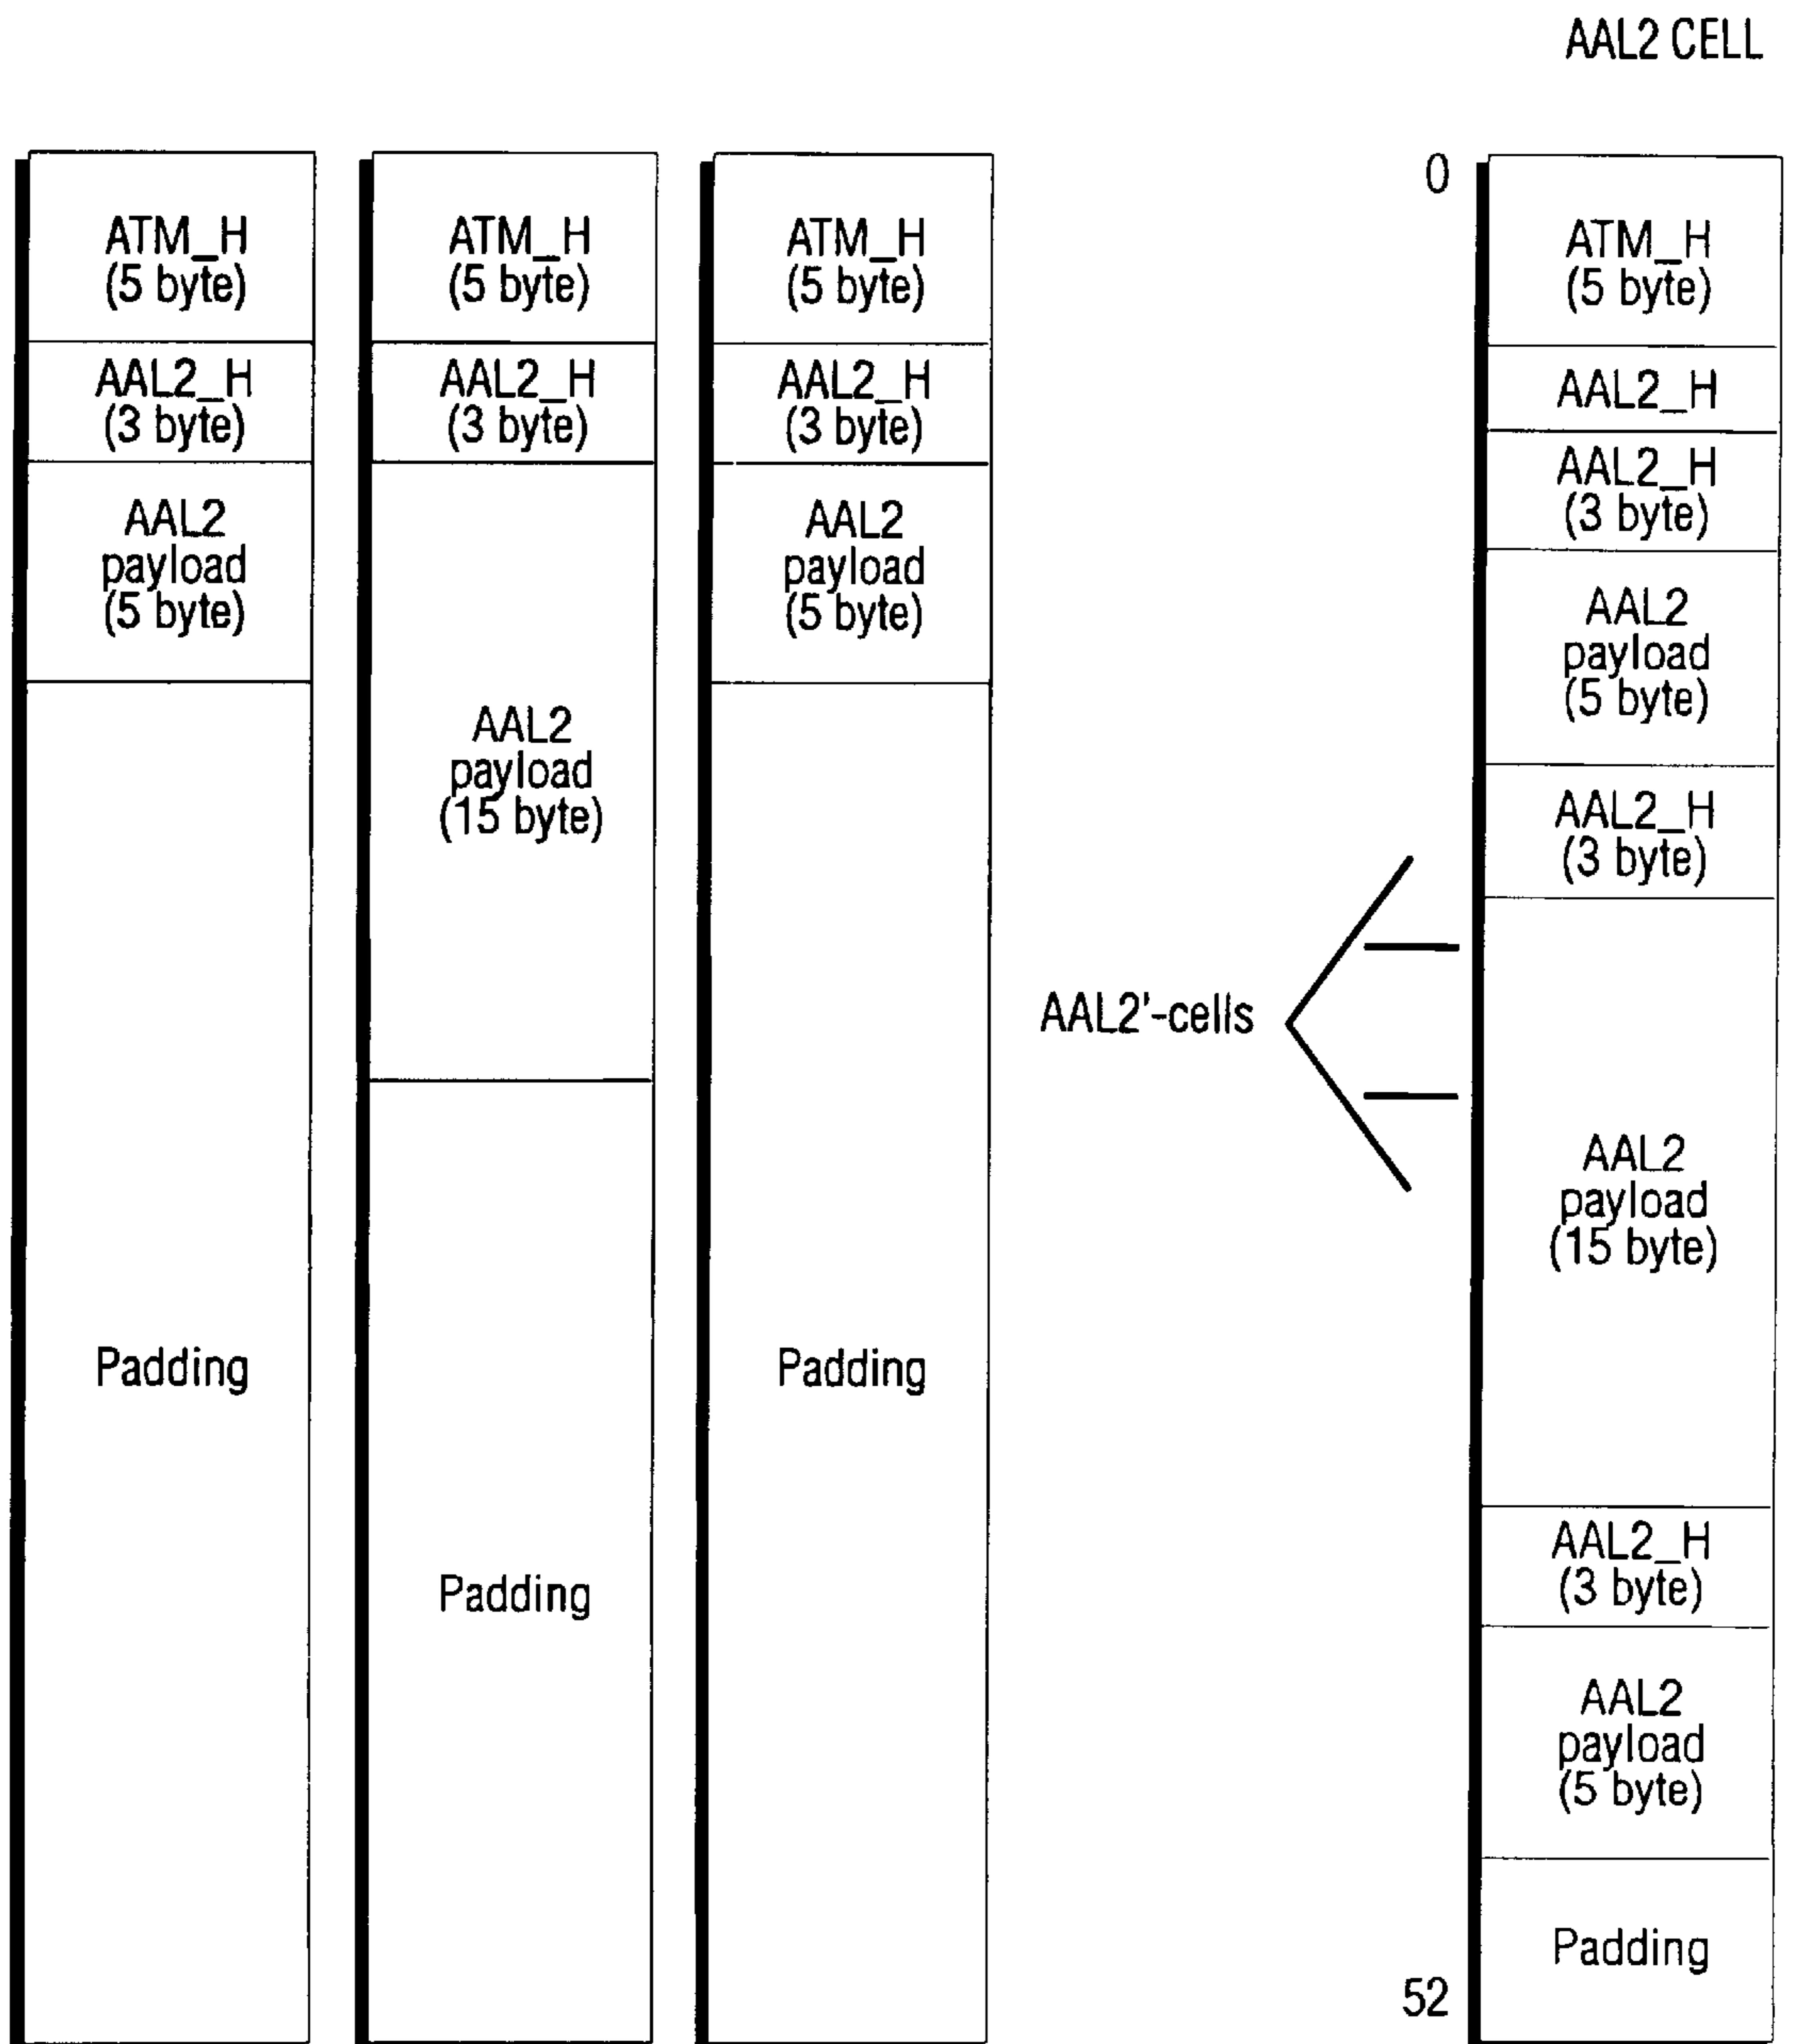 AAL2 CELL
ATM_H
(5 byte)
AAL2_H
(3 byte)
AAL2
payload
(5 byte)
Padding
ATM_H
(5 byte)
AAL2_H
(3 byte)
AAL2
payload
(15 byte)
Padding
ATM_H
(5 byte)
AAL2_H
(3 byte)
AAL2
payload
(5 byte)
Padding
AAL2'-cells
0
ATM_H
(5 byte)
AAL2_H
AAL2_H
(3 byte)
AAL2
payload
(5 byte)
AAL2_H
(3 byte)
AAL2
payload
(15 byte)
AAL2_H
(3 byte)
AAL2
payload
(5 byte)
Padding
52